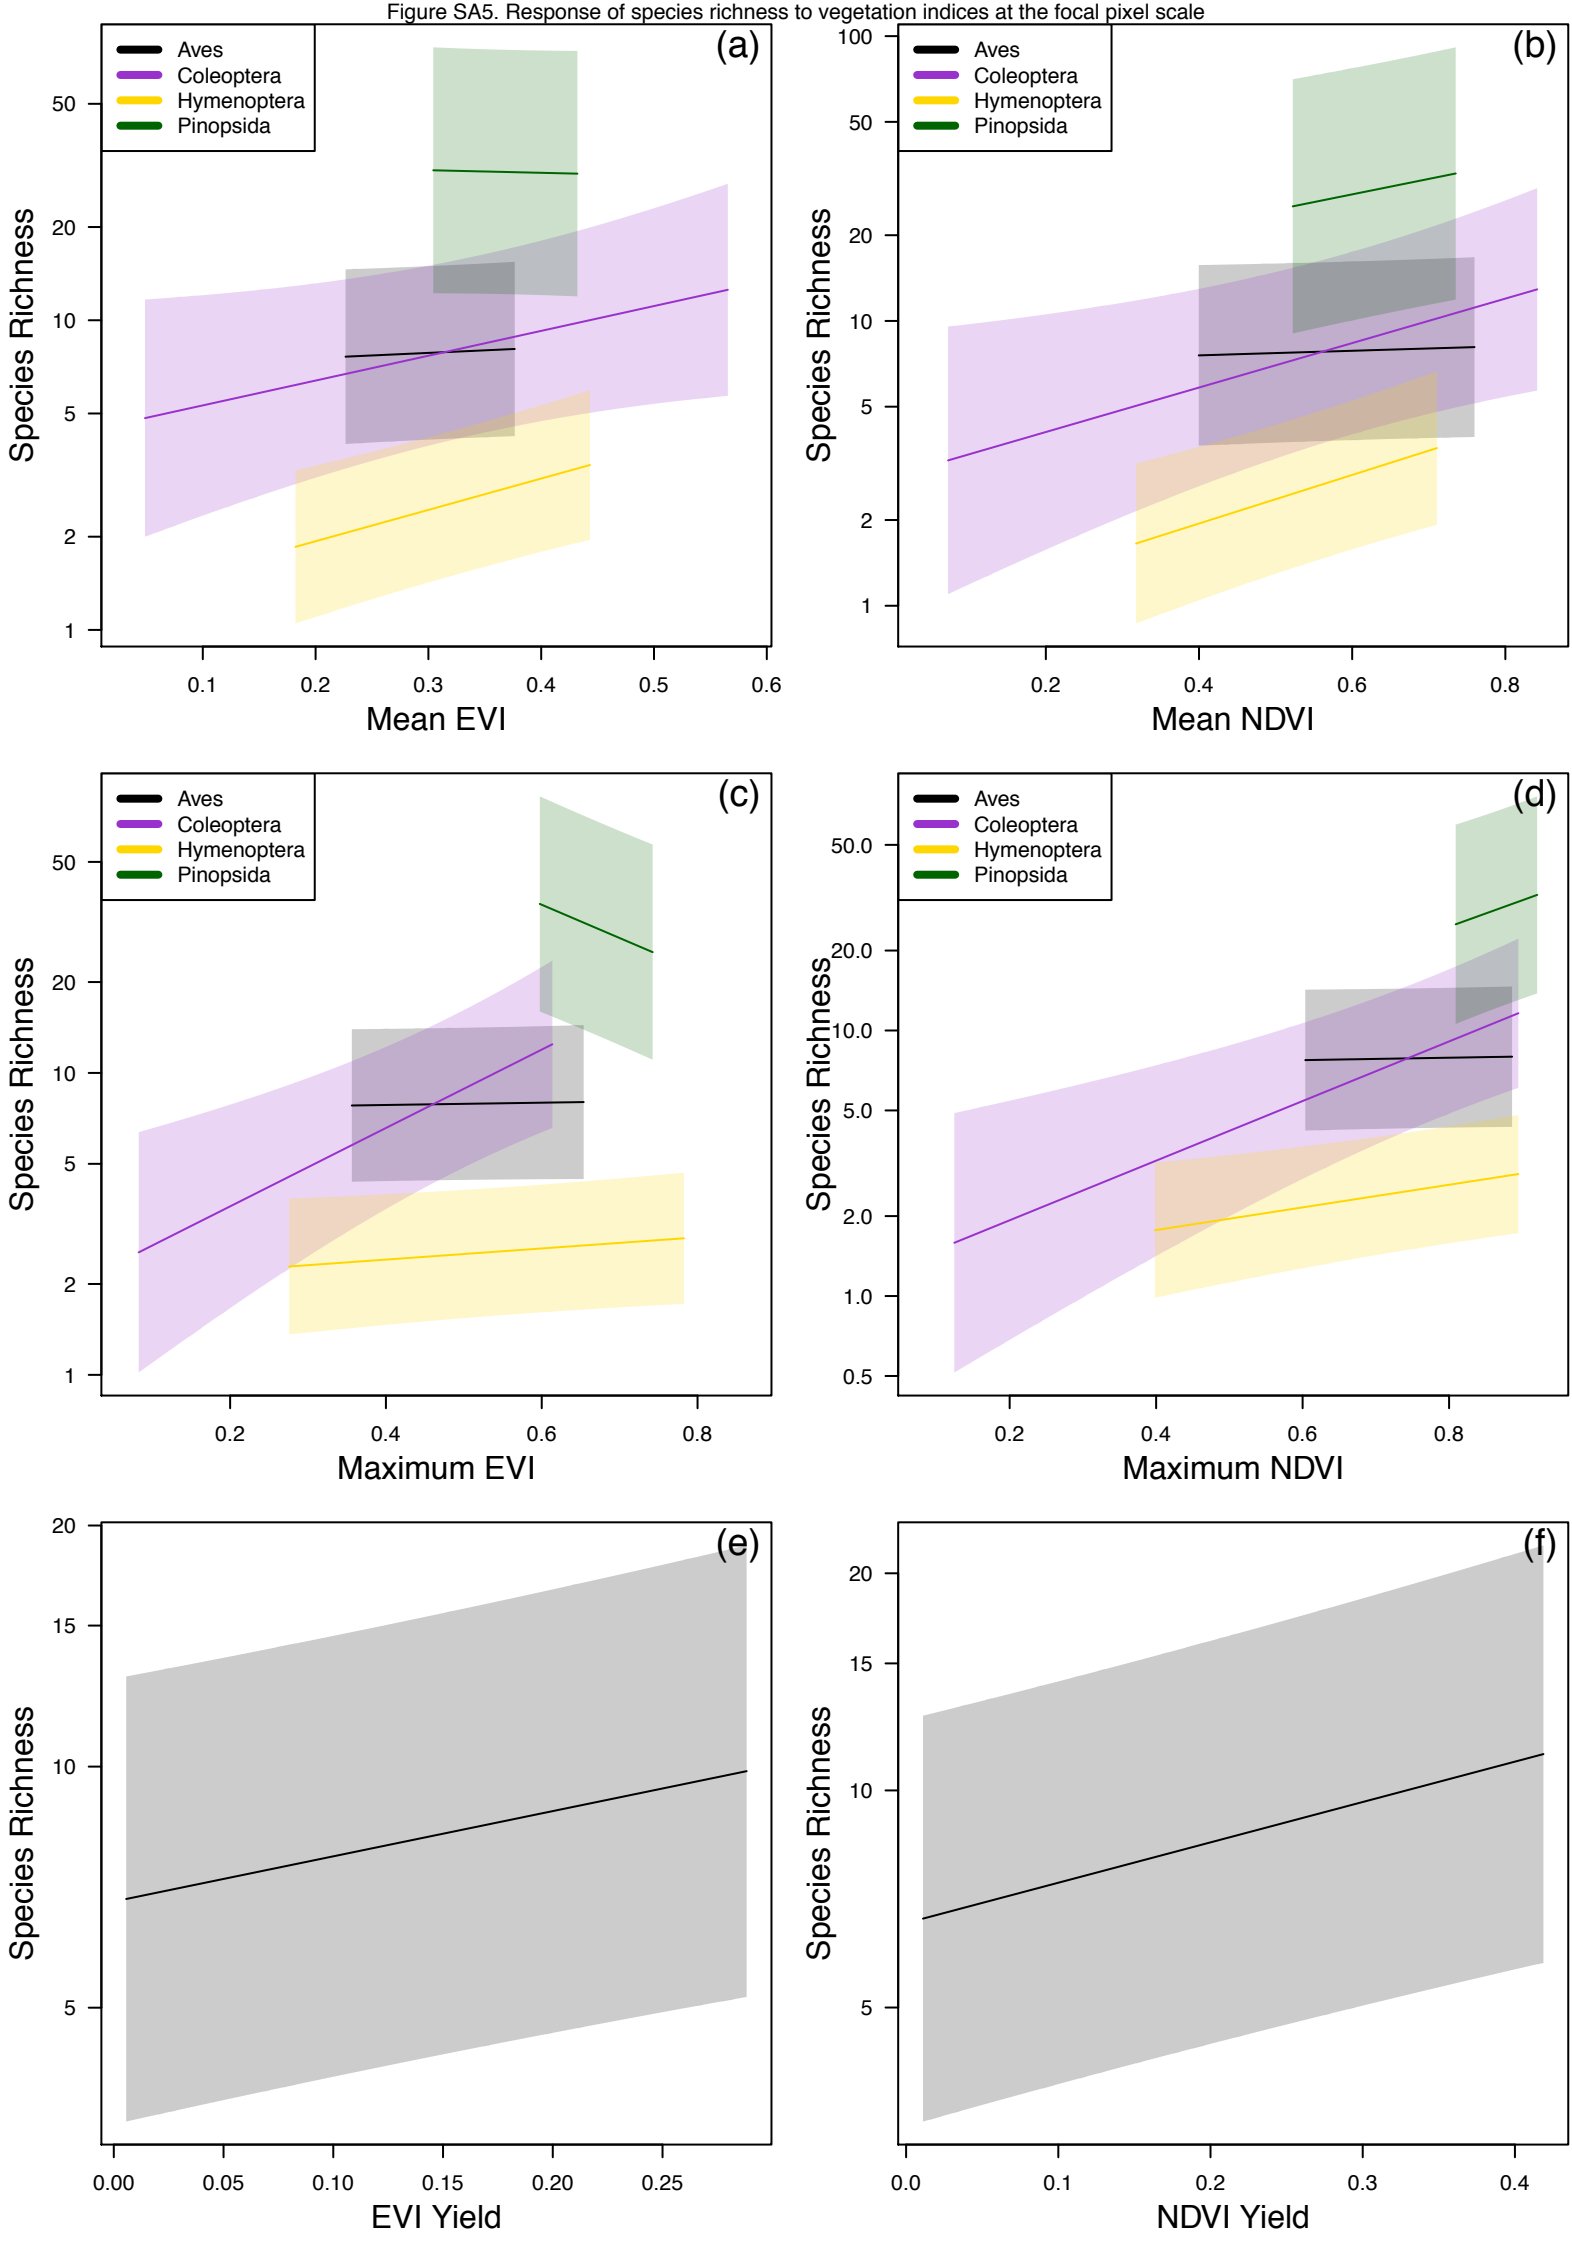 Figure SA5. Response of species richness to vegetation indices at the focal pixel scale
(a)
Aves
Coleoptera
Hymenoptera
Pinopsida
Species Richness
50
20
10
5
2
1
0.1 0.2 0.3 0.4 0.5 0.6
Mean EVI
(b)
Aves
Coleoptera
Hymenoptera
Pinopsida
Species Richness
100
50
20
10
5
2
1
0.2 0.4 0.6 0.8
Mean NDVI
(c)
Aves
Coleoptera
Hymenoptera
Pinopsida
Species Richness
50
20
10
5
2
1
0.2 0.4 0.6 0.8
Maximum EVI
(d)
Aves
Coleoptera
Hymenoptera
Pinopsida
Species Richness
50.0
20.0
10.0
5.0
2.0
1.0
0.5
0.2 0.4 0.6 0.8
Maximum NDVI
(e)
Species Richness
20
15
10
5
0.00 0.05 0.10 0.15 0.20 0.25
EVI Yield
(f)
Species Richness
20
15
10
5
0.0 0.1 0.2 0.3 0.4
NDVI Yield